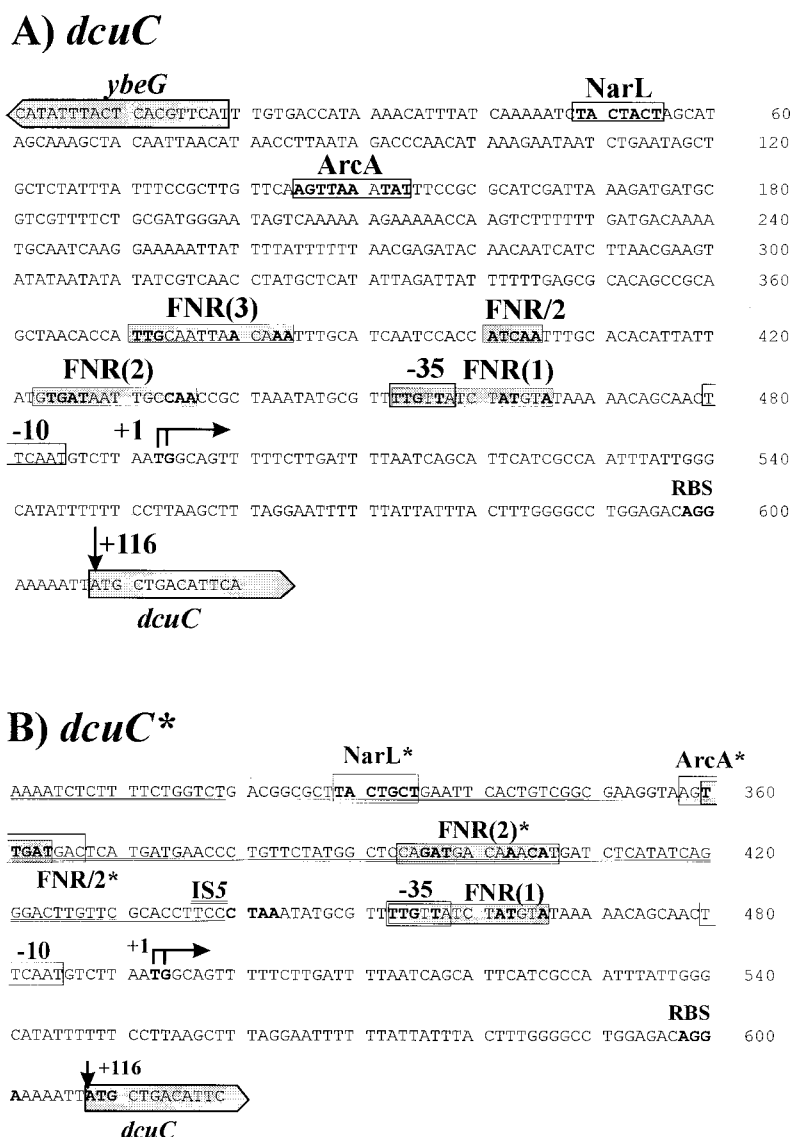 A) dcuC
ybeG NarL
CATATTTACT CACGTTCATT TGTGACCATA AAACATTTAT CAAAAATGTA CTACTAGCAT 60
AGCAAAGCTA CAATTAACAT AACCTTAATA GACCCAACAT AAAGAATAAT CTGAATAGCT 120
ArcA
GCTCTATTTA TTTCCGCTTG TTCAAGTTAA ATATTTCCGC GCATCGATTA AAGATGATGC 180
GTCGTTTTCT GCGATGGGAA TAGTCAAAAA AGAAAAACCA AGTCTTTTTT GATGACAAAA 240
TGCAATCAAG GAAAAATTAT TTTATTTTTT AACGAGATAC AACAATCATC TTAACGAAGT 300
ATATAATATA TATCGTCAAC CTATGCTCAT ATTAGATTAT TTTTTGAGCG CACAGCCGCA 360
FNR(3) FNR/2
GCTAACACCA TTGCAATTAA CAAATTTGCA TCAATCCACC ATCAATTTGC ACACATTATT 420
FNR(2) -35 FNR(1)
ATGTGATAAT TGCCAACCGC TAAATATGCG TTTTGTTATC TATGTATAAA AACAGCAACT 480
-10 +1
TCAATGTCTT AATGGCAGTT TTTCTTGATT TTAATCAGCA TTCATCGCCA ATTTATTGGG 540
RBS
CATATTTTTT CCTTAAGCTT TAGGAATTTT TTATTATTTA CTTTGGGGCC TGGAGACAGG 600
+116
AAAAATTATG CTGACATTCA
dcuC
B) dcuC*
NarL* ArcA*
AAAATCTCTT TTCTGGTCTG ACGGCGCTTA CTGCTGAATT CACTGTCGGC GAAGGTAAGT 360
FNR(2)*
TGATGACTCA TGATGAACCC TGTTCTATGG CTCCAGATGA CAAACATGAT CTCATATCAG 420
FNR/2* IS5 -35 FNR(1)
GGACTTGTTC GCACCTTCCC TAAATATGCG TTTTGTTATC TATGTATAAA AACAGCAACT 480
-10 +1
TCAATGTCTT AATGGCAGTT TTTCTTGATT TTAATCAGCA TTCATCGCCA ATTTATTGGG 540
RBS
CATATTTTTT CCTTAAGCTT TAGGAATTTT TTATTATTTA CTTTGGGGCC TGGAGACAGG 600
+116
AAAAATTATG CTGACATTC
dcuC